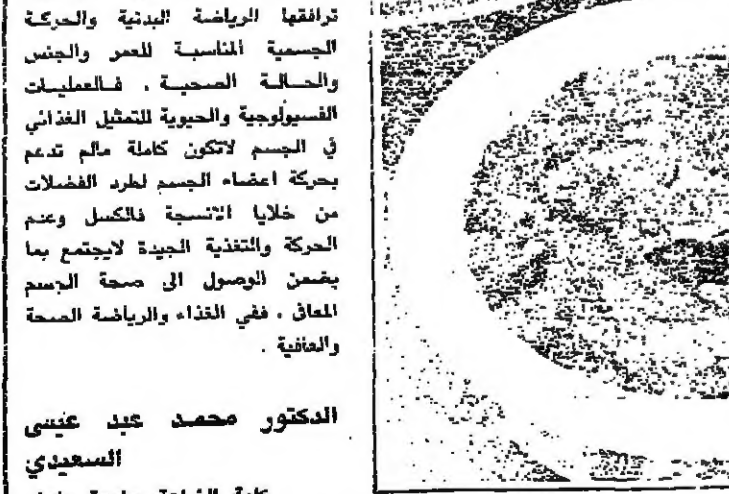 ترافقها الرياضة البدنية والحركة
الجسمية المناسبة للعمر والجنس
والحالة الصحية . فالعمليات
الفسيولوجية والحيوية للتمثيل الغذائي
في الجسم لاتكون كاملة مالم تدعم
بحركة اعضاء الجسم لطرد الفضلات
من خلايا الانسجة فالكسل وعدم
الحركة والتغذية الجيدة لايجتمع بما
يضمن الوصول الى صحة الجسم
المعافى . ففي الغذاء والرياضة الصحة
والعافية .
الدكتور محمد عبد عيسى
السعيدي